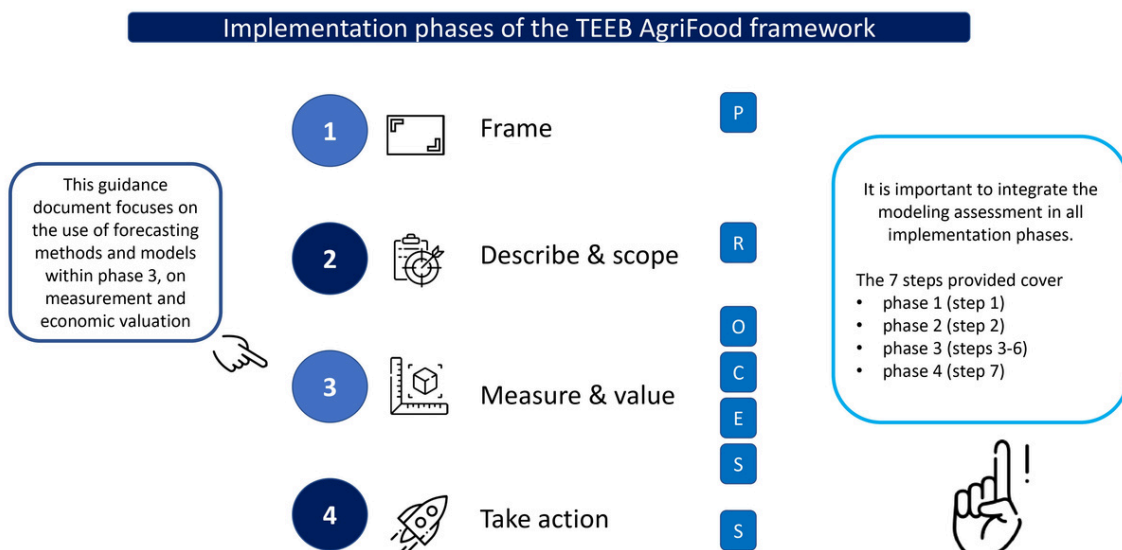 Implementation phases of the TEEB AgriFood framework
This guidance
document focuses on
the use of forecasting
methods and models
within phase 3, on
measurement and
economic valuation
1
Frame
P
2
Describe & scope
R
3
Measure & value
O
C
E
S
4
Take action
S
It is important to integrate the
modeling assessment in all
implementation phases.
The 7 steps provided cover
• phase 1 (step 1)
• phase 2 (step 2)
• phase 3 (steps 3-6)
• phase 4 (step 7)
!